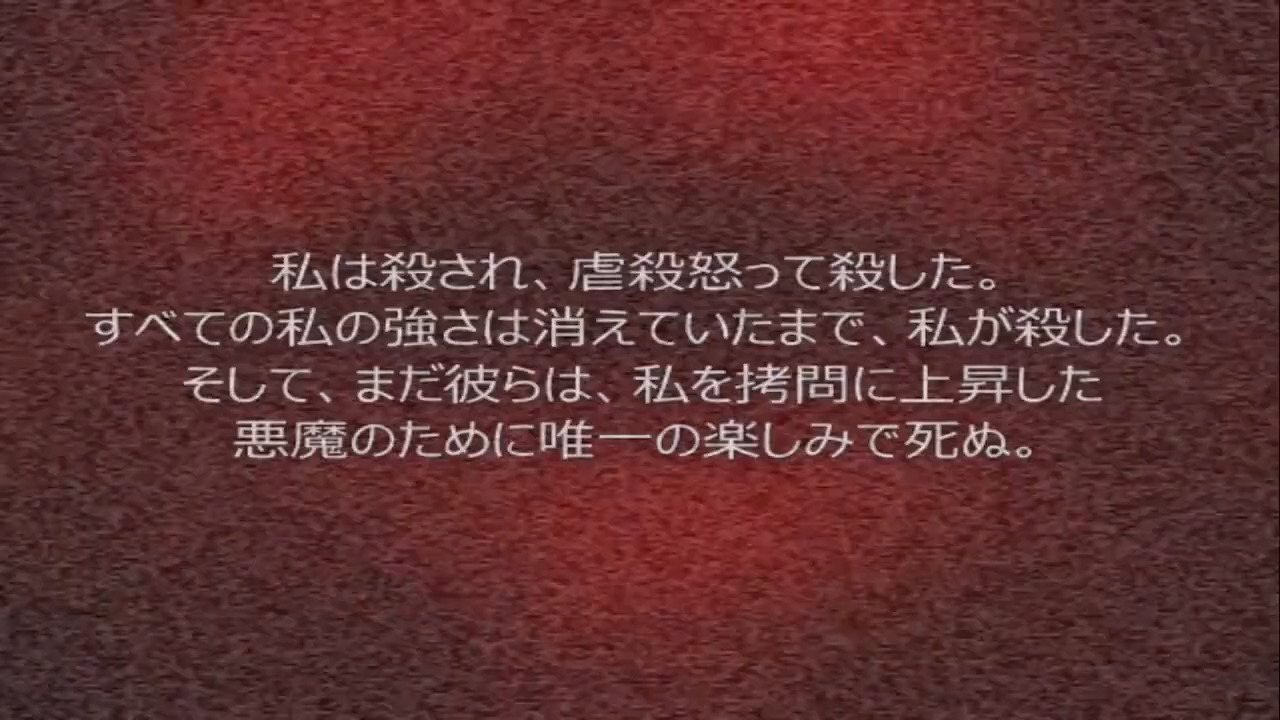 私は殺され、虐殺怒って殺した。
すべての私の強さは消えていたまで、私が殺した。
そして、まだ彼らは、私を拷問に上昇した
悪魔のために唯一の楽しみで死ぬ。